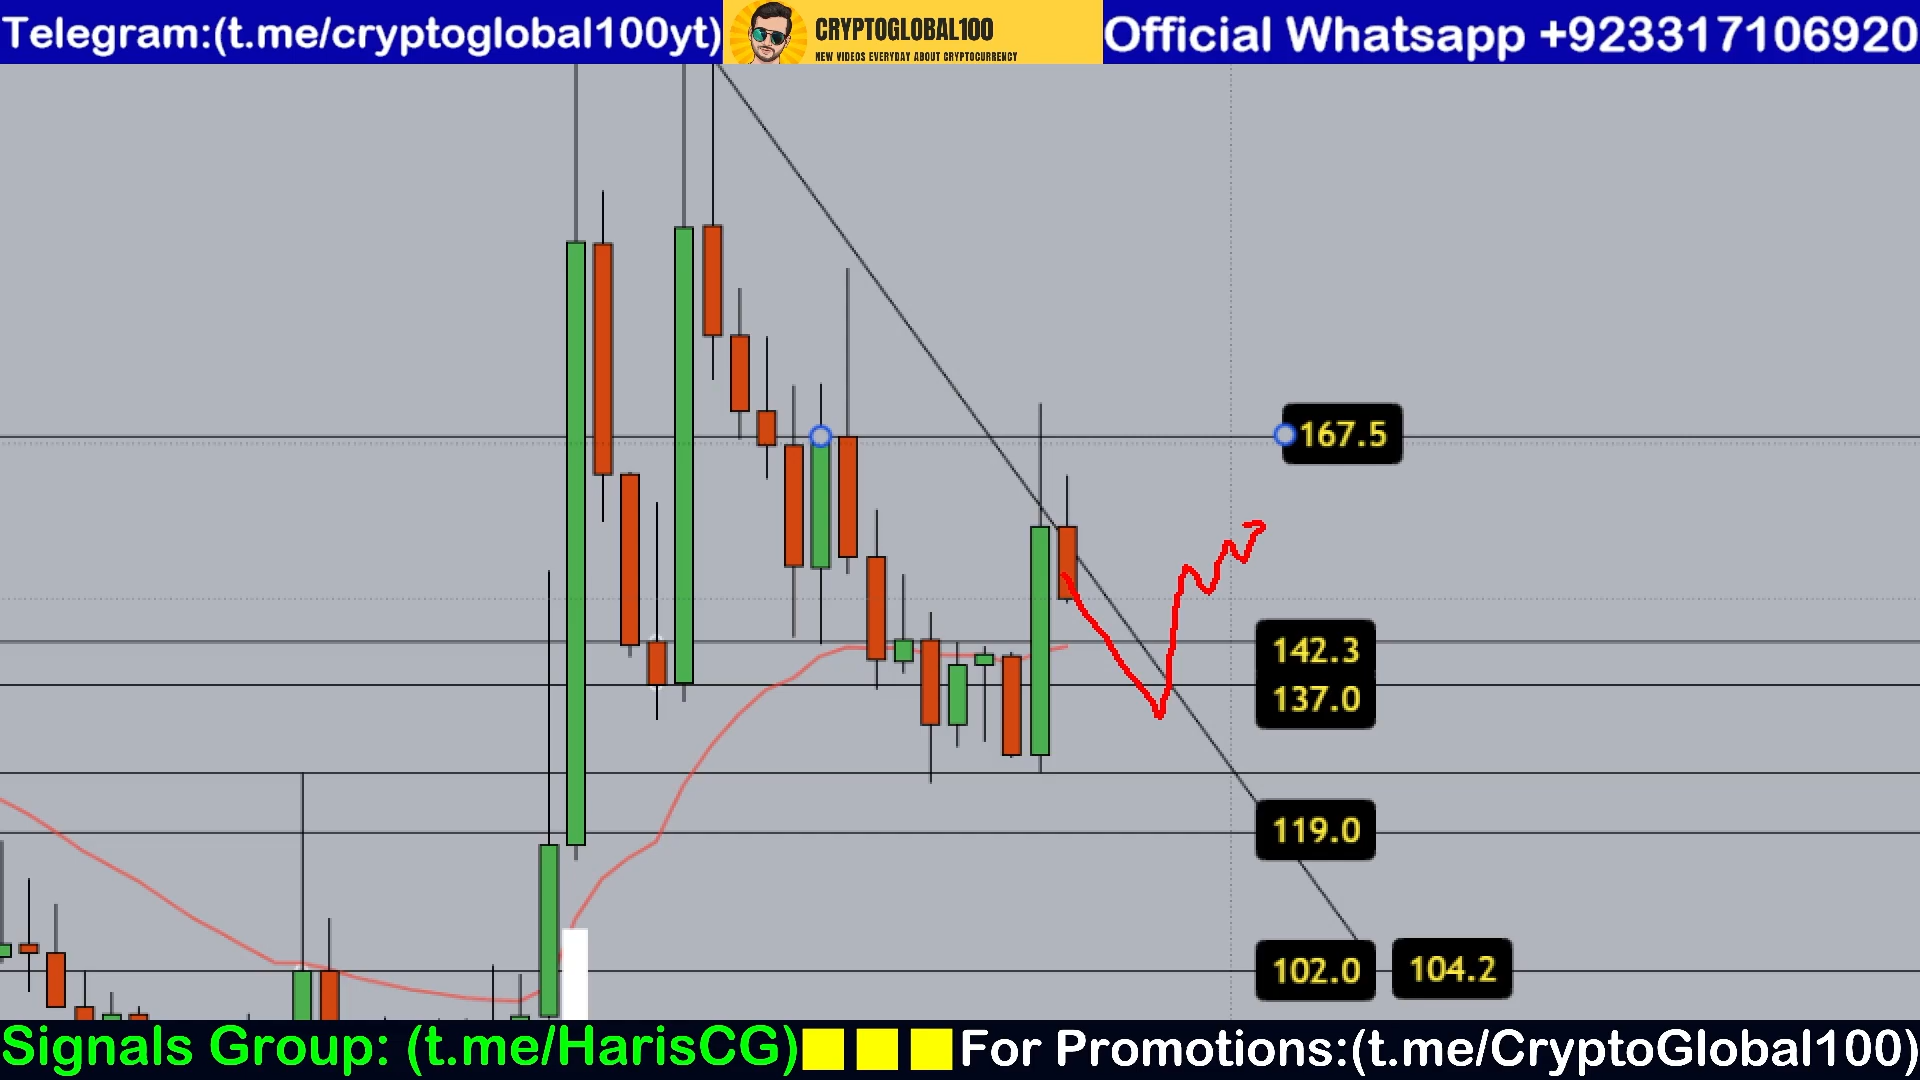 Telegram:(t.me/cryptoglobal100yt)
CRYPTOGLOBAL100
NEW VIDEOS EVERYDAY ABOUT CRYPTOCURRENCY
Official Whatsapp +923317106920
167.5
142.3
137.0
119.0
102.0
104.2
Signals Group: (t.me/HarisCG)
For Promotions:(t.me/CryptoGlobal100)